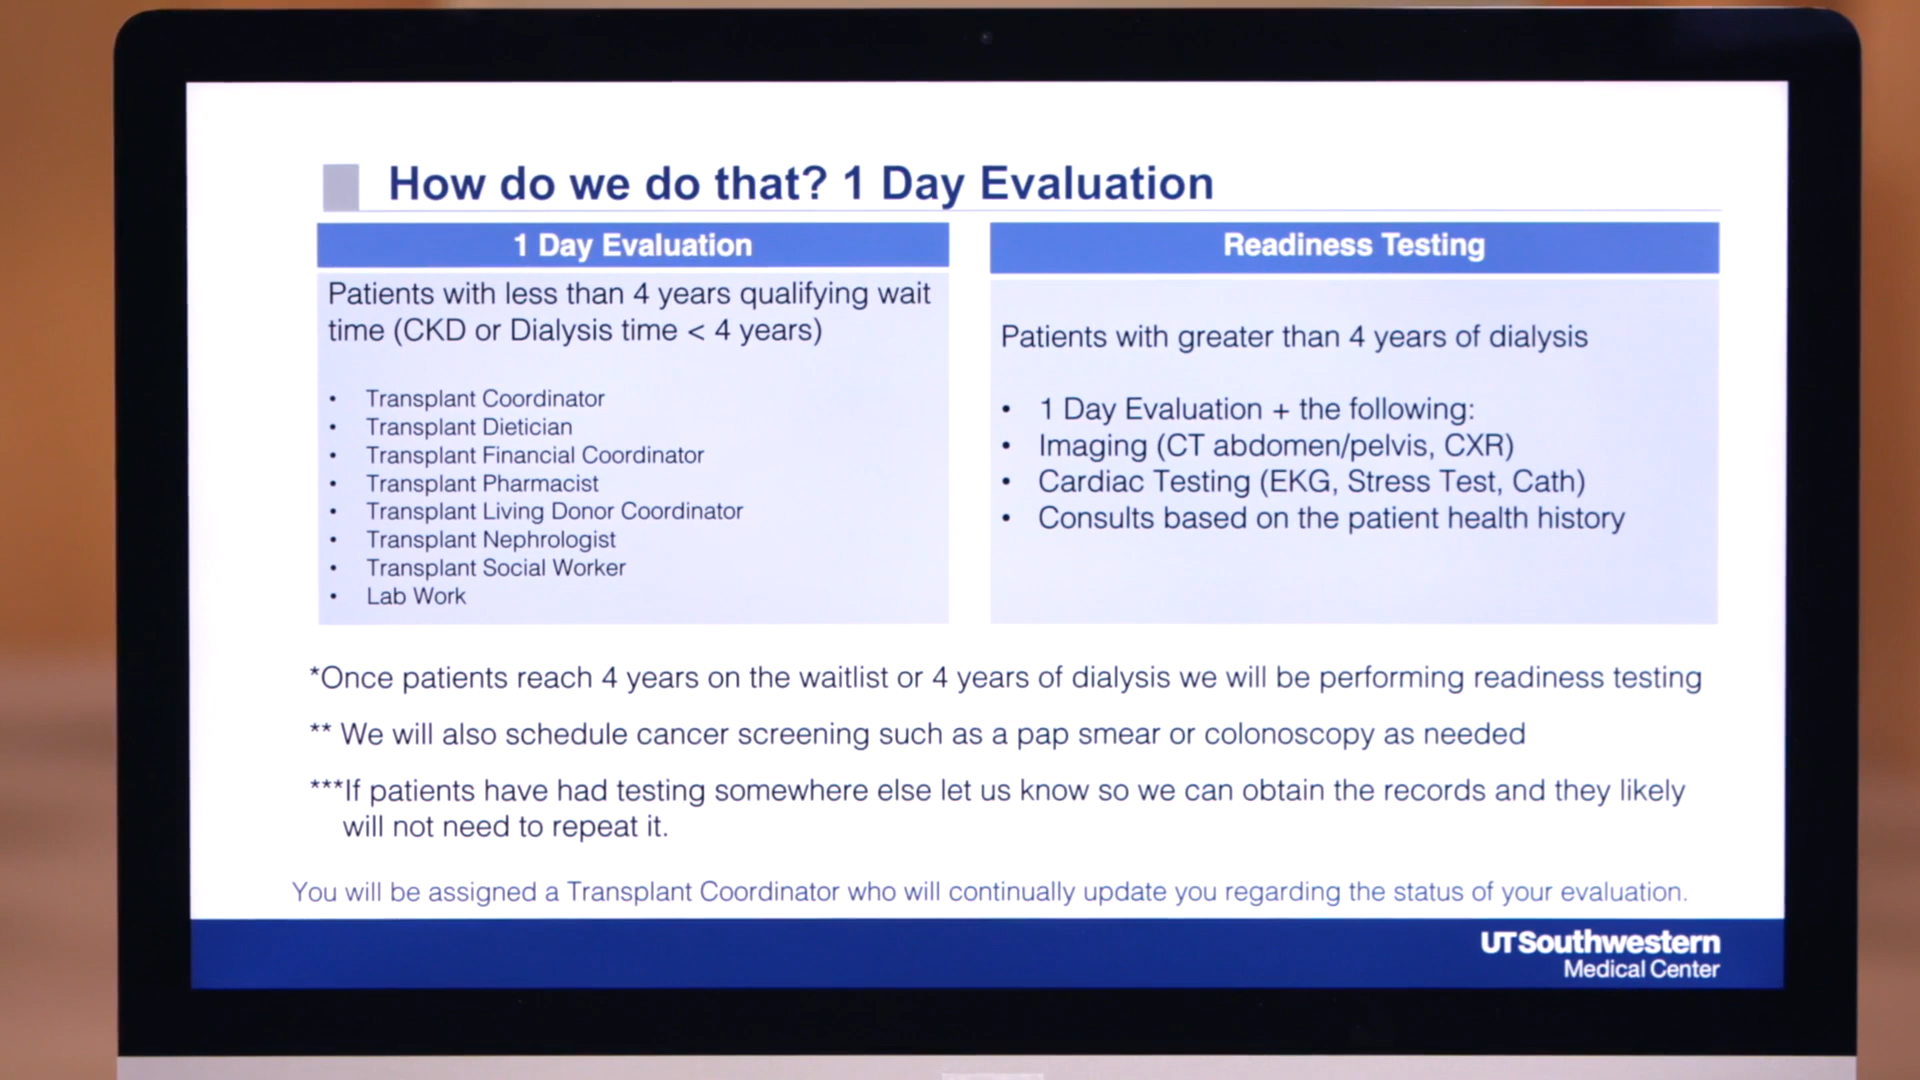 How do we do that? 1 Day Evaluation
1 Day Evaluation
Patients with less than 4 years qualifying wait
time (CKD or Dialysis time < 4 years)
• Transplant Coordinator
• Transplant Dietician
• Transplant Financial Coordinator
• Transplant Pharmacist
• Transplant Living Donor Coordinator
• Transplant Nephrologist
• Transplant Social Worker
• Lab Work
Readiness Testing
Patients with greater than 4 years of dialysis
• 1 Day Evaluation + the following:
• Imaging (CT abdomen/pelvis, CXR)
• Cardiac Testing (EKG, Stress Test, Cath)
• Consults based on the patient health history
*Once patients reach 4 years on the waitlist or 4 years of dialysis we will be performing readiness testing
** We will also schedule cancer screening such as a pap smear or colonoscopy as needed
***If patients have had testing somewhere else let us know so we can obtain the records and they likely
will not need to repeat it.
You will be assigned a Transplant Coordinator who will continually update you regarding the status of your evaluation.
UTSouthwestern
Medical Center